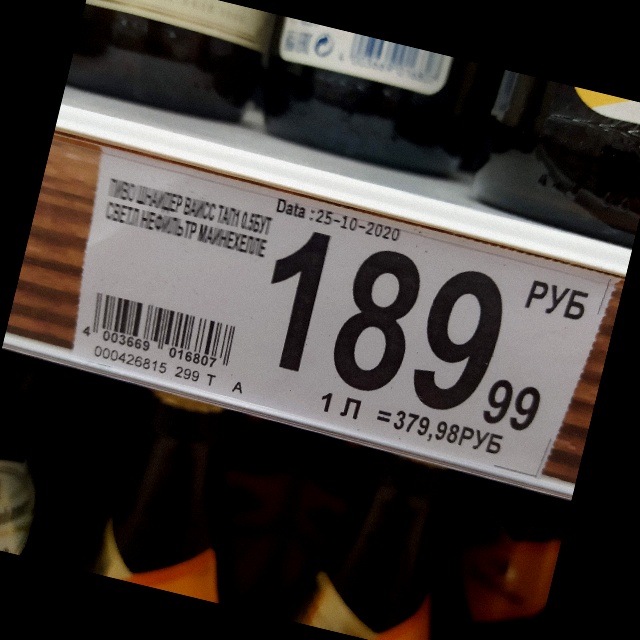 ПИВО ШНАЙДЕР ВАЙСС ТАП1 0.5БУТ
СВЕТЛ НЕФИЛЬТР
Data :25-10-2020
189 99
РУБ
1 Л =379,98РУБ
4 003669 016807
000426815 299 Т А